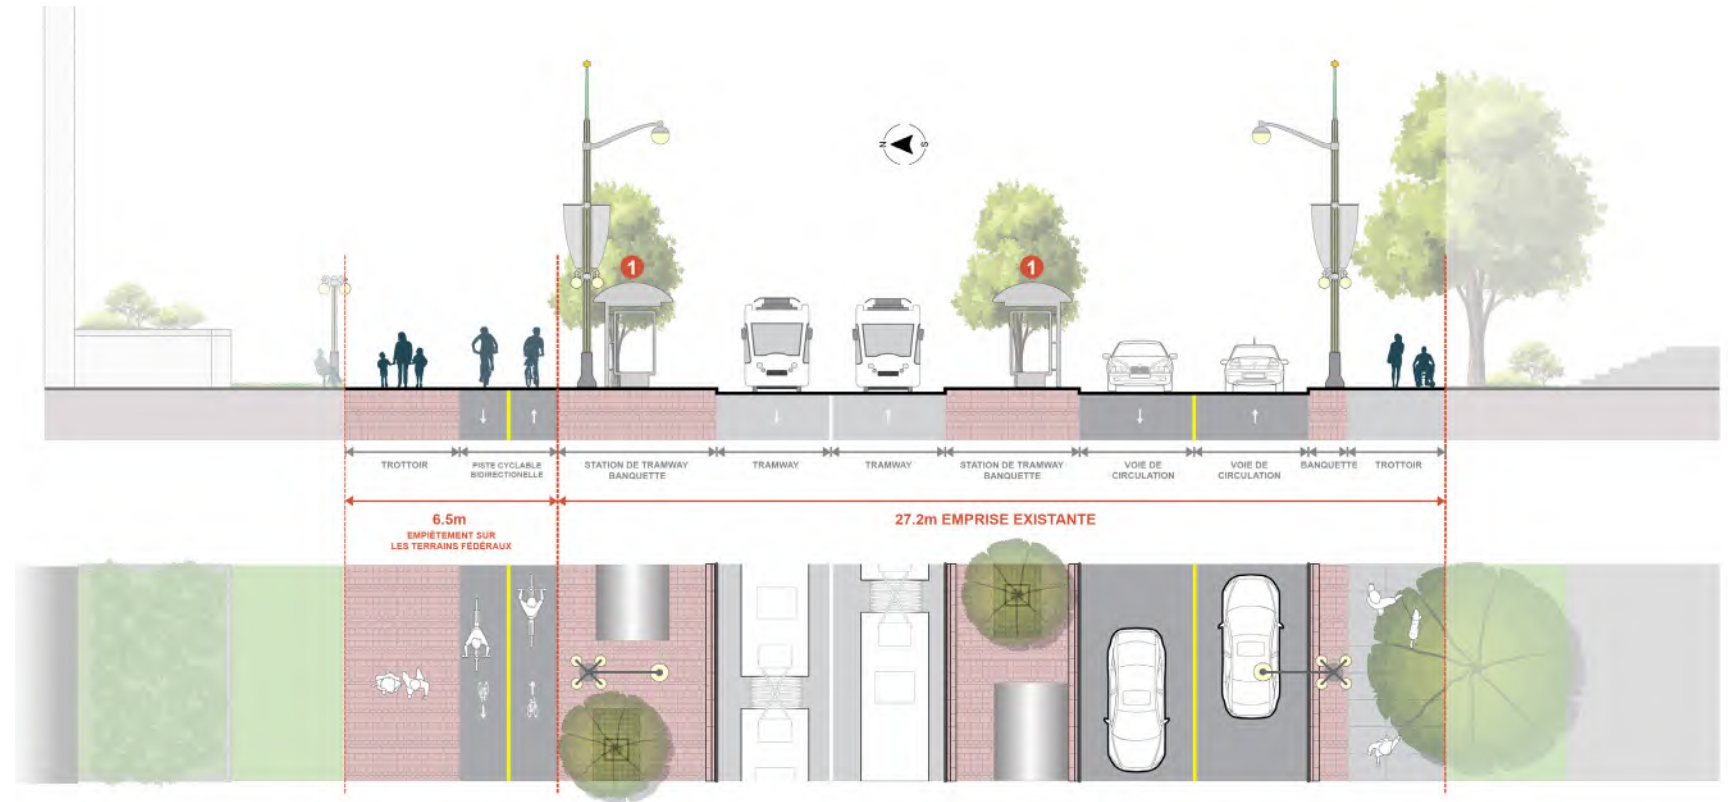 N S
1 1
TROTTOIR
PISTE CYCLABLE
BIDIRECTIONELLE
STATION DE TRAMWAY
BANQUETTE
TRAMWAY
TRAMWAY
STATION DE TRAMWAY
BANQUETTE
VOIE DE
CIRCULATION
VOIE DE
CIRCULATION
BANQUETTE
TROTTOIR
6.5m
EMPIÈTEMENT SUR
LES TERRAINS FÉDÉRAUX
27.2m EMPRISE EXISTANTE